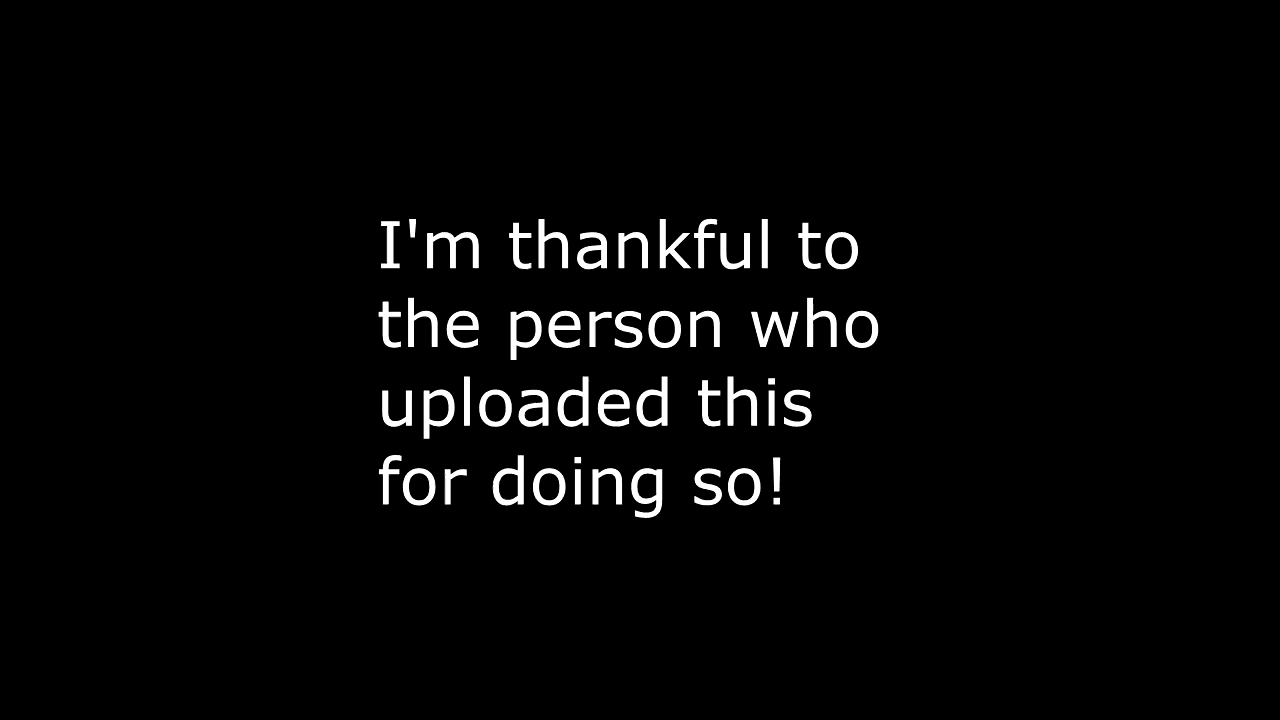 I'm thankful to
the person who
uploaded this
for doing so!